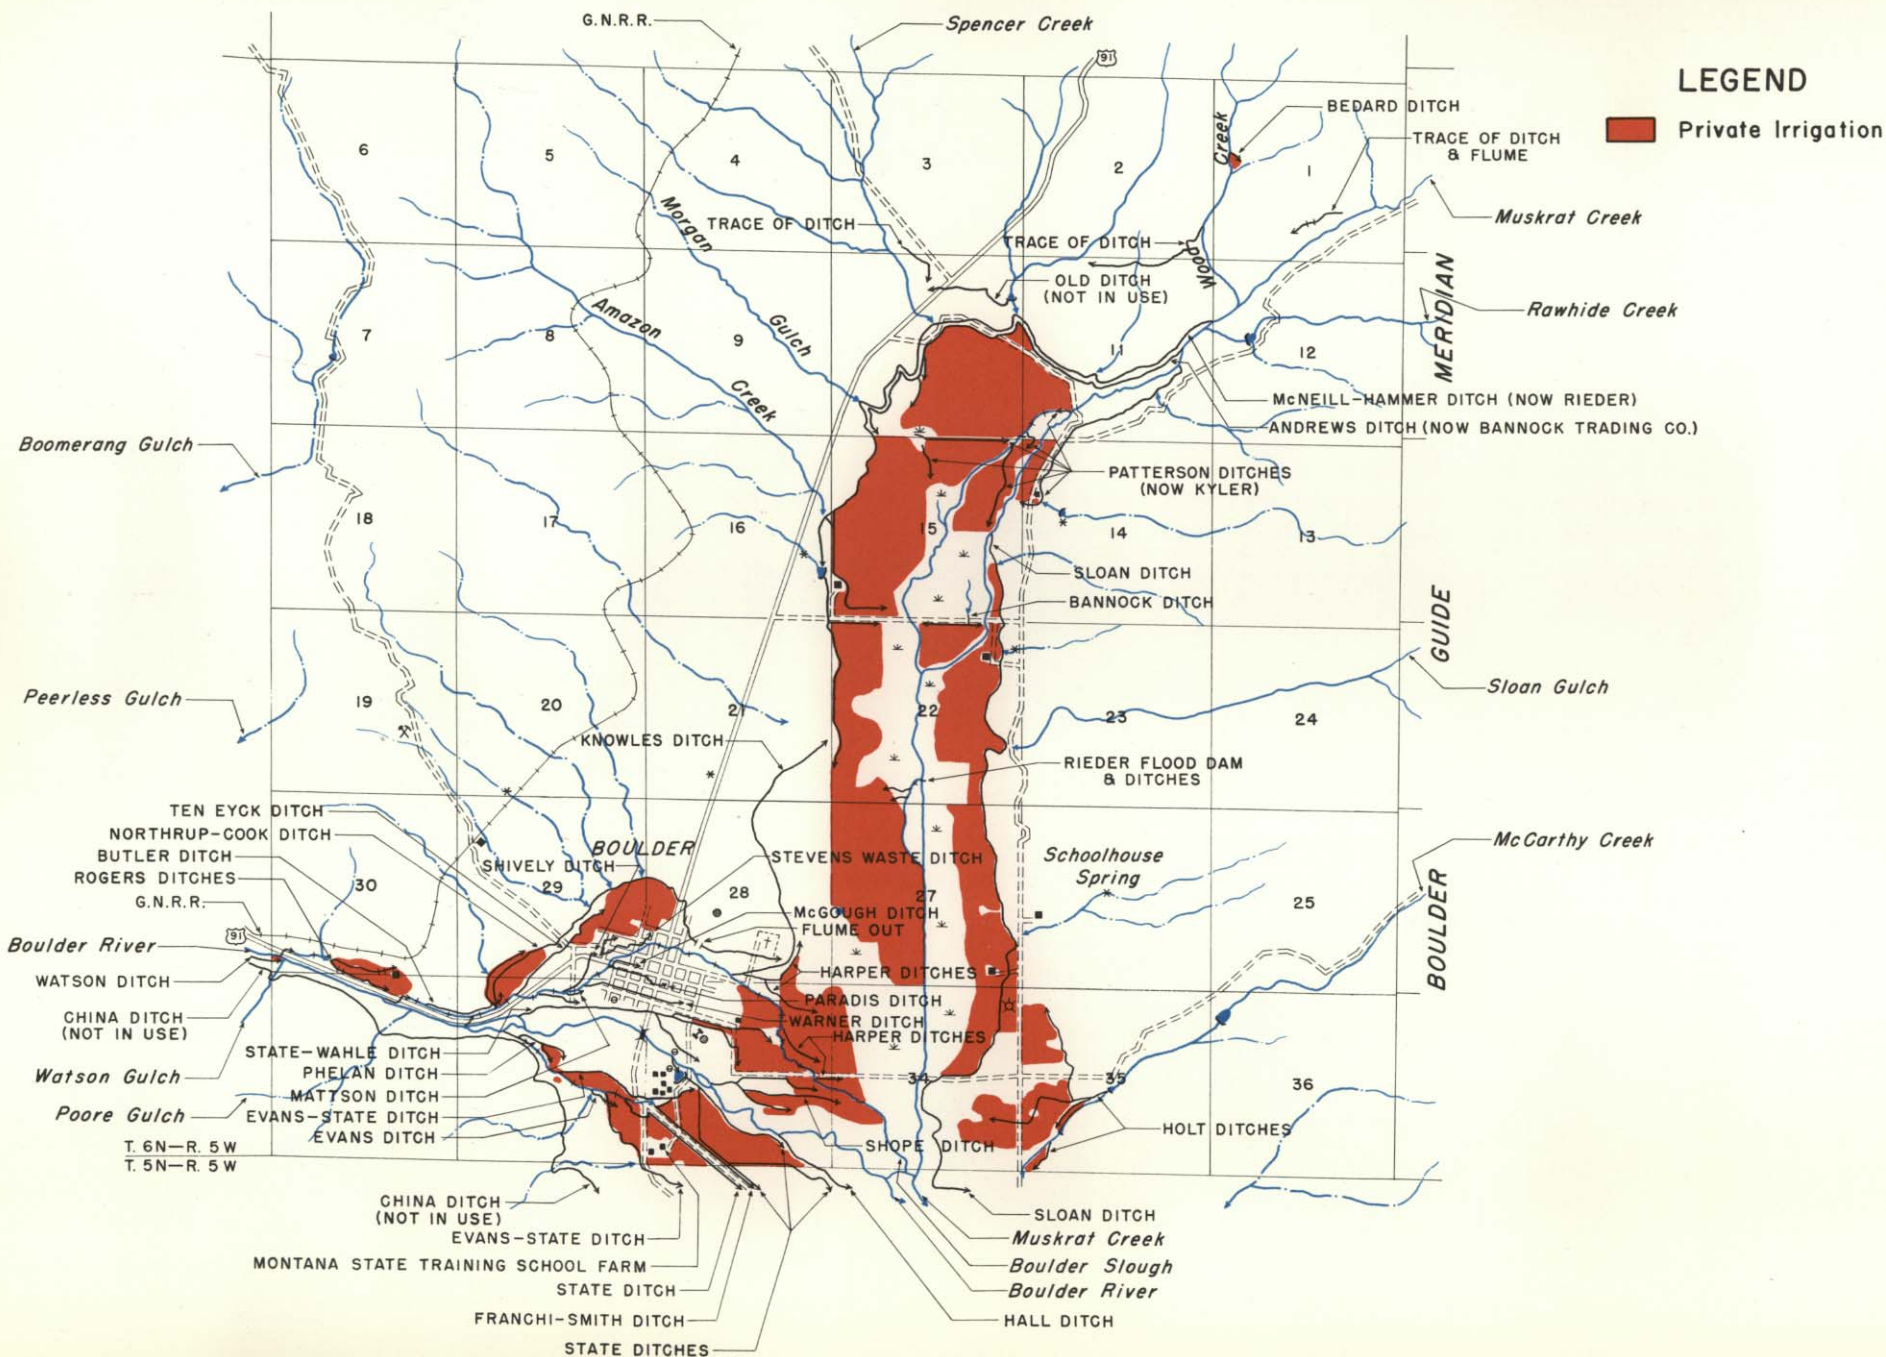 G.N.R.R.
Spencer Creek
91
LEGEND
Private Irrigation
BEDARD DITCH
TRACE OF DITCH
& FLUME
6
5
4
3
2
1
Creek
Wood
Muskrat Creek
Morgan
Gulch
TRACE OF DITCH
TRACE OF DITCH
OLD DITCH
(NOT IN USE)
Rawhide Creek
MERIDIAN
Amazon
Creek
7
8
9
11
12
McNEILL-HAMMER DITCH (NOW RIEDER)
ANDREWS DITCH (NOW BANNOCK TRADING CO.)
Boomerang Gulch
PATTERSON DITCHES
(NOW KYLER)
18
17
16
15
14
13
SLOAN DITCH
BANNOCK DITCH
GUIDE
Peerless Gulch
Sloan Gulch
19
20
21
22
23
24
KNOWLES DITCH
RIEDER FLOOD DAM
& DITCHES
TEN EYCK DITCH
NORTHRUP-COOK DITCH
BUTLER DITCH
ROGERS DITCHES
G.N.R.R.
91
BOULDER
SHIVELY DITCH
STEVENS WASTE DITCH
Schoolhouse
Spring
McCarthy Creek
30
29
28
27
25
BOULDER
McGOUGH DITCH
FLUME OUT
Boulder River
WATSON DITCH
HARPER DITCHES
CHINA DITCH
(NOT IN USE)
PARADIS DITCH
WARNER DITCH
HARPER DITCHES
STATE-WAHLE DITCH
Watson Gulch
PHELAN DITCH
34
35
36
MATTSON DITCH
Poore Gulch
EVANS-STATE DITCH
EVANS DITCH
SHOPE DITCH
HOLT DITCHES
T. 6N–R. 5W
T. 5N–R. 5W
CHINA DITCH
(NOT IN USE)
EVANS-STATE DITCH
MONTANA STATE TRAINING SCHOOL FARM
STATE DITCH
FRANCHI-SMITH DITCH
STATE DITCHES
SLOAN DITCH
Muskrat Creek
Boulder Slough
Boulder River
HALL DITCH